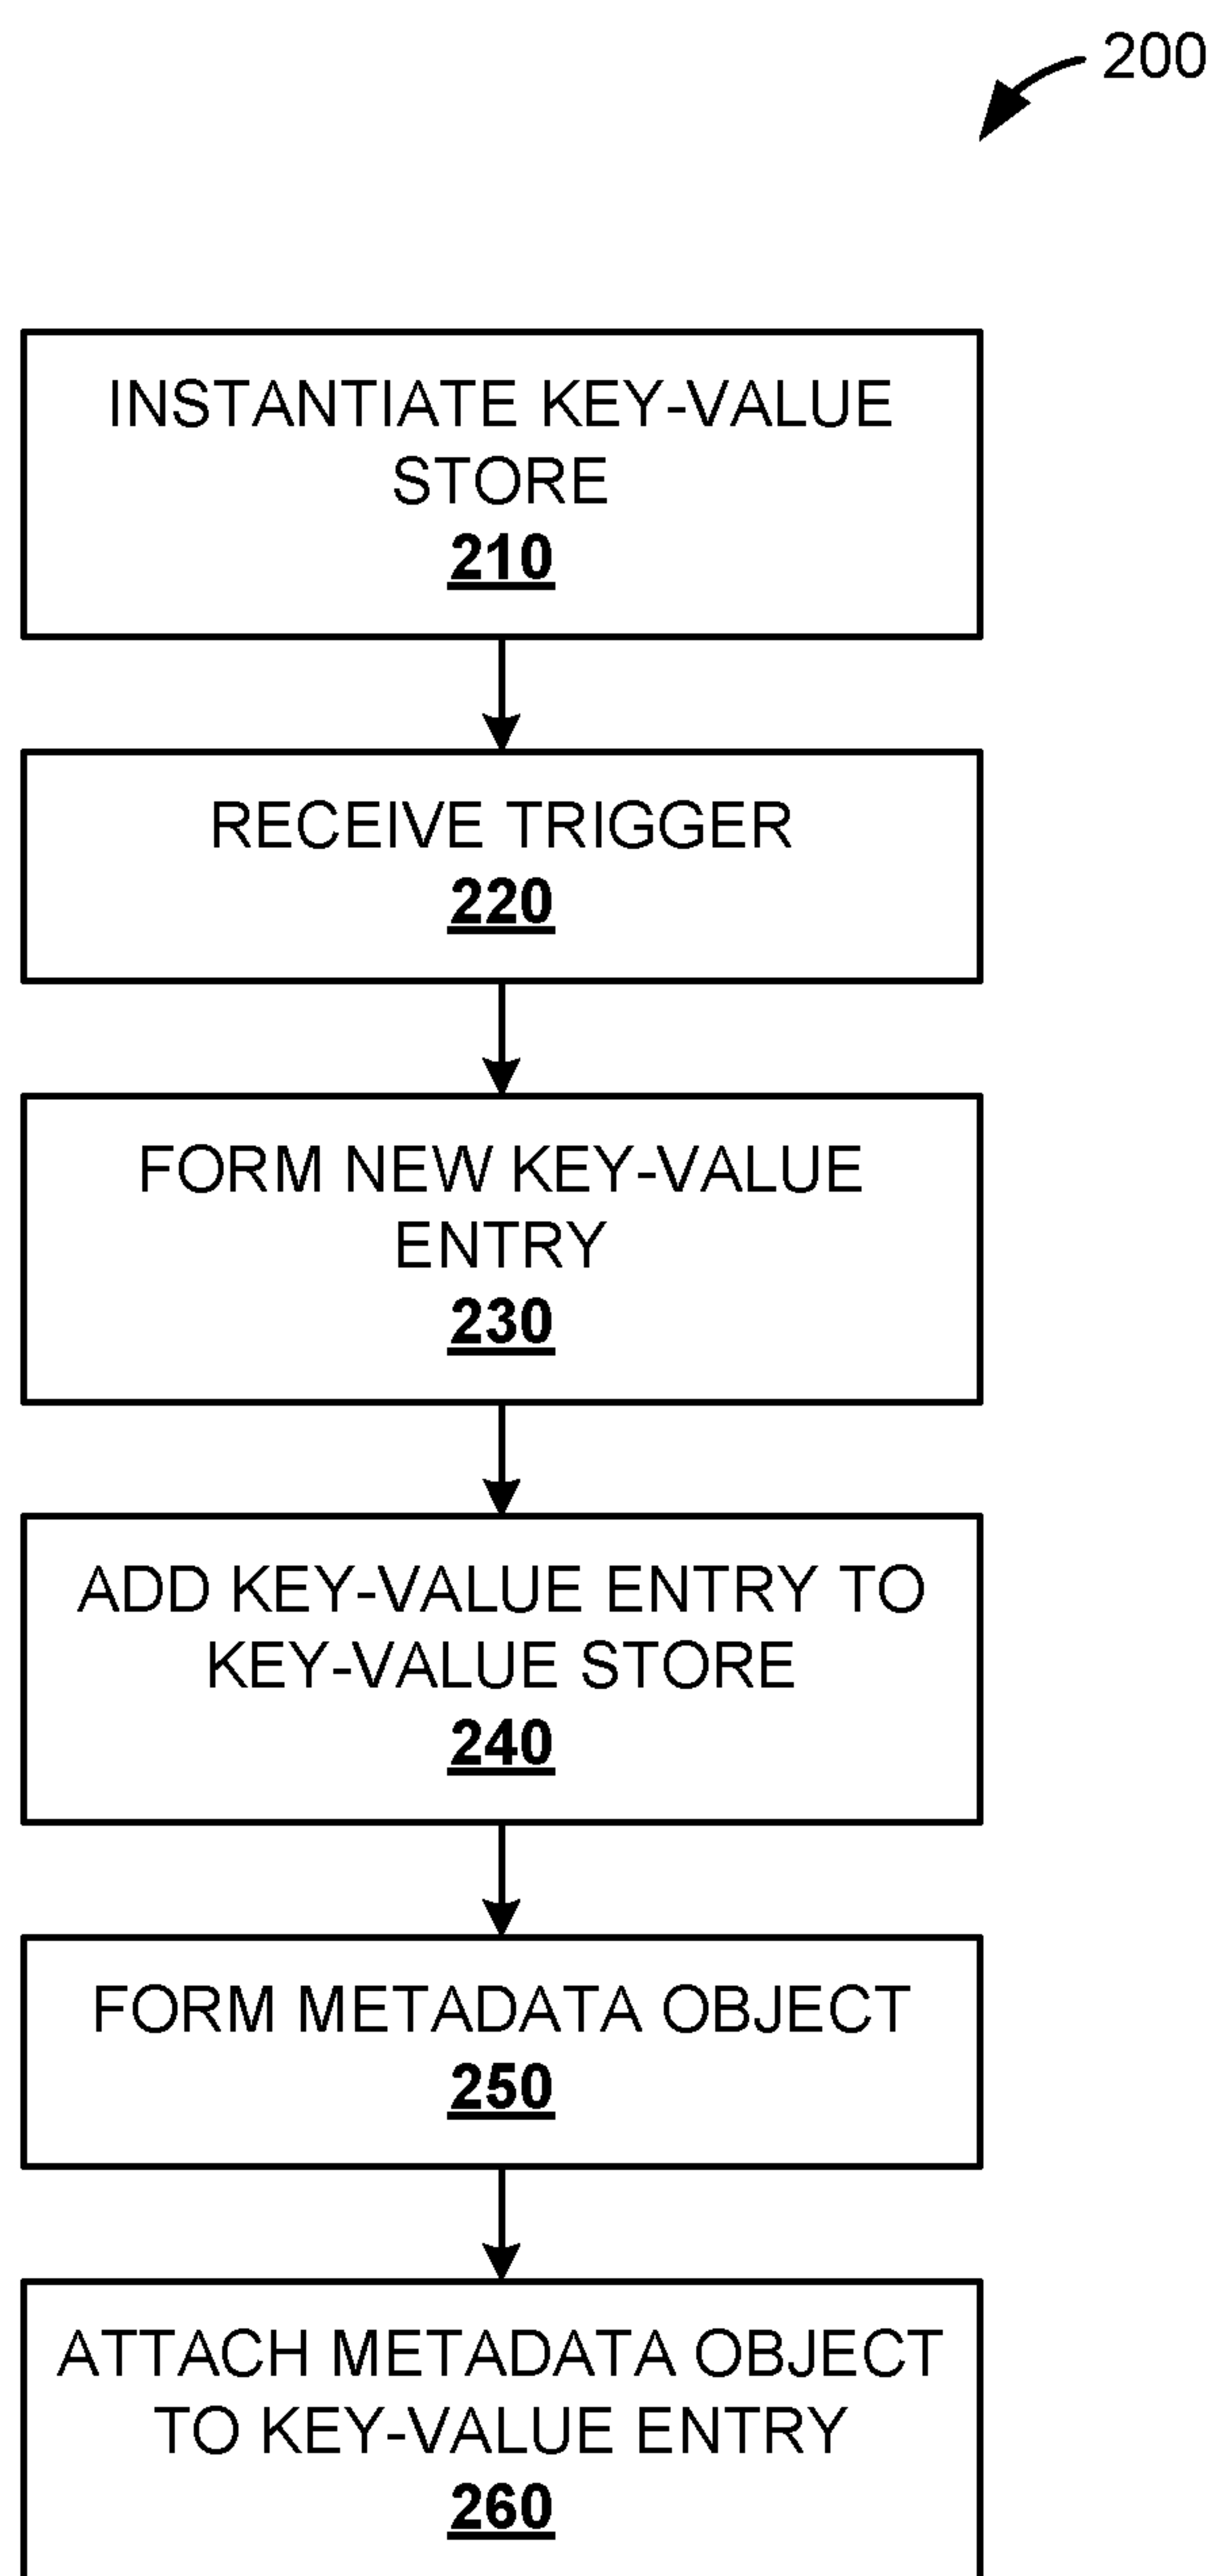 200
INSTANTIATE KEY-VALUE
STORE
210
RECEIVE TRIGGER
220
FORM NEW KEY-VALUE
ENTRY
230
ADD KEY-VALUE ENTRY TO
KEY-VALUE STORE
240
FORM METADATA OBJECT
250
ATTACH METADATA OBJECT
TO KEY-VALUE ENTRY
260